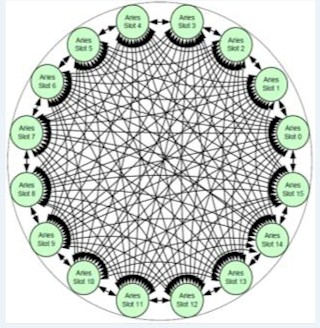 Aries
Slot 4
Aries
Slot 3
Aries
Slot 5
Aries
Slot 2
Aries
Slot 6
Aries
Slot 1
Aries
Slot 7
Aries
Slot 0
Aries
Slot 8
Aries
Slot 15
Aries
Slot 9
Aries
Slot 14
Aries
Slot 10
Aries
Slot 13
Aries
Slot 11
Aries
Slot 12